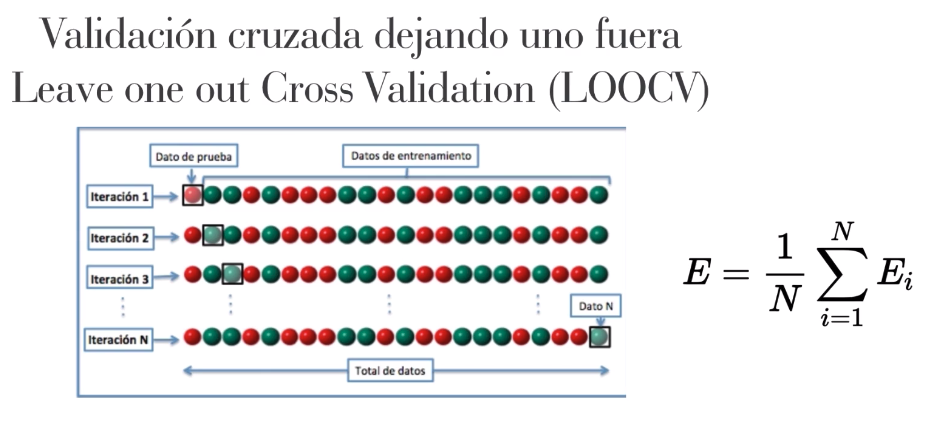 Validación cruzada dejando uno fuera
Leave one out Cross Validation (LOOCV)
Dato de prueba
Datos de entrenamiento
Iteración 1
Iteración 2
Iteración 3
Dato N
Iteración N
Total de datos
E = \frac{1}{N} \sum_{i=1}^{N} E_i